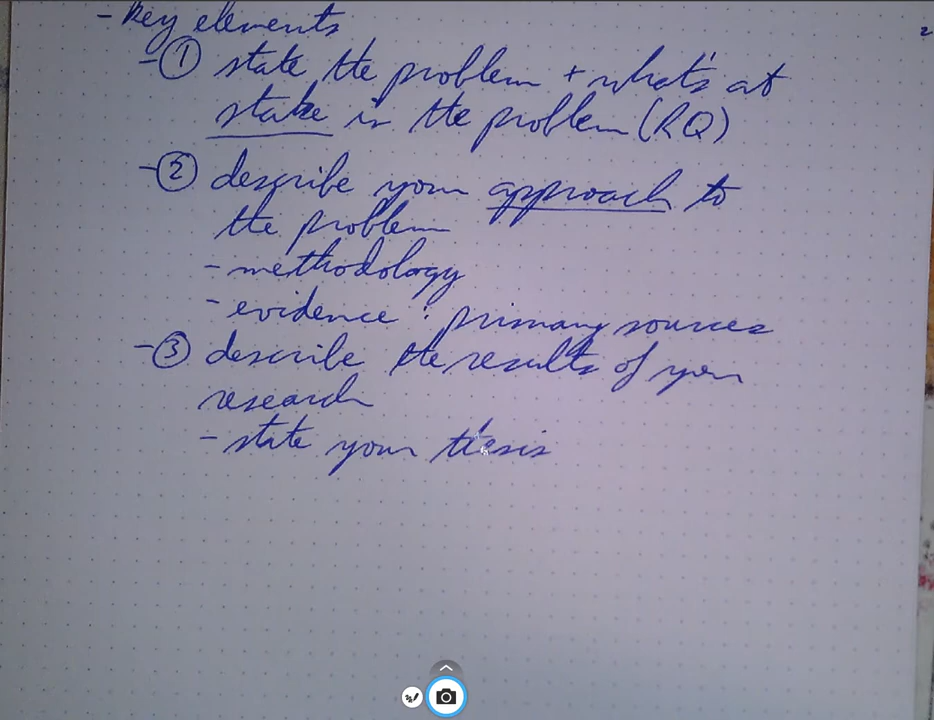 - Key elements
2
- ① state the problem + what's at
stake in the problem (RQ)
- ② describe your approach to
the problem
- methodology
- evidence : primary sources
- ③ describe the results of your
research
- state your thesis